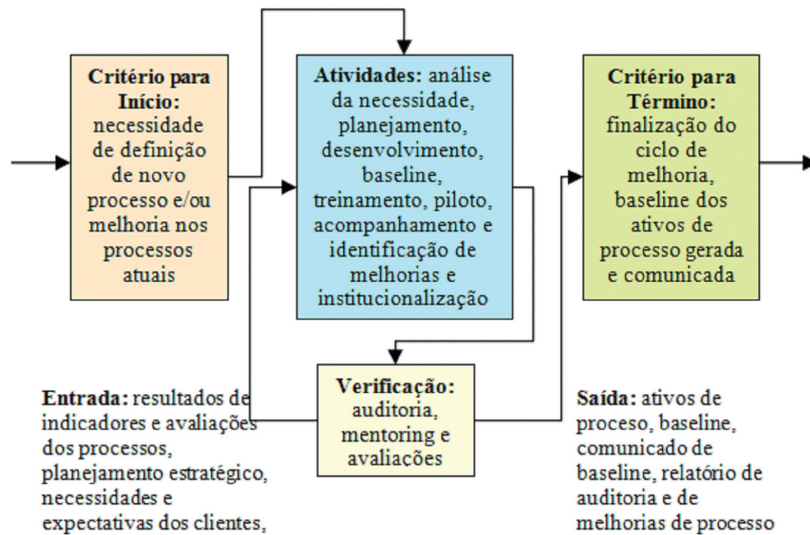 Critério para
Início:
necessidade
de definição
de novo
processo e/ou
melhoria nos
processos
atuais
Atividades: análise
da necessidade,
planejamento,
desenvolvimento,
baseline,
treinamento, piloto,
acompanhamento e
identificação de
melhorias e
institucionalização
Critério para
Término:
finalização do
ciclo de
melhoria,
baseline dos
ativos de
processo gerada
e comunicada
Verificação:
auditoria,
mentoring e
avaliações
Entrada: resultados de
indicadores e avaliações
dos processos,
planejamento estratégico,
necessidades e
expectativas dos clientes,
Saída: ativos de
proceso, baseline,
comunicado de
baseline, relatório de
auditoria e de
melhorias de processo